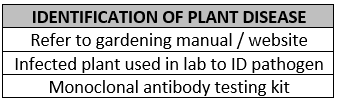 IDENTIFICATION OF PLANT DISEASE
Refer to gardening manual / website
Infected plant used in lab to ID pathogen
Monoclonal antibody testing kit